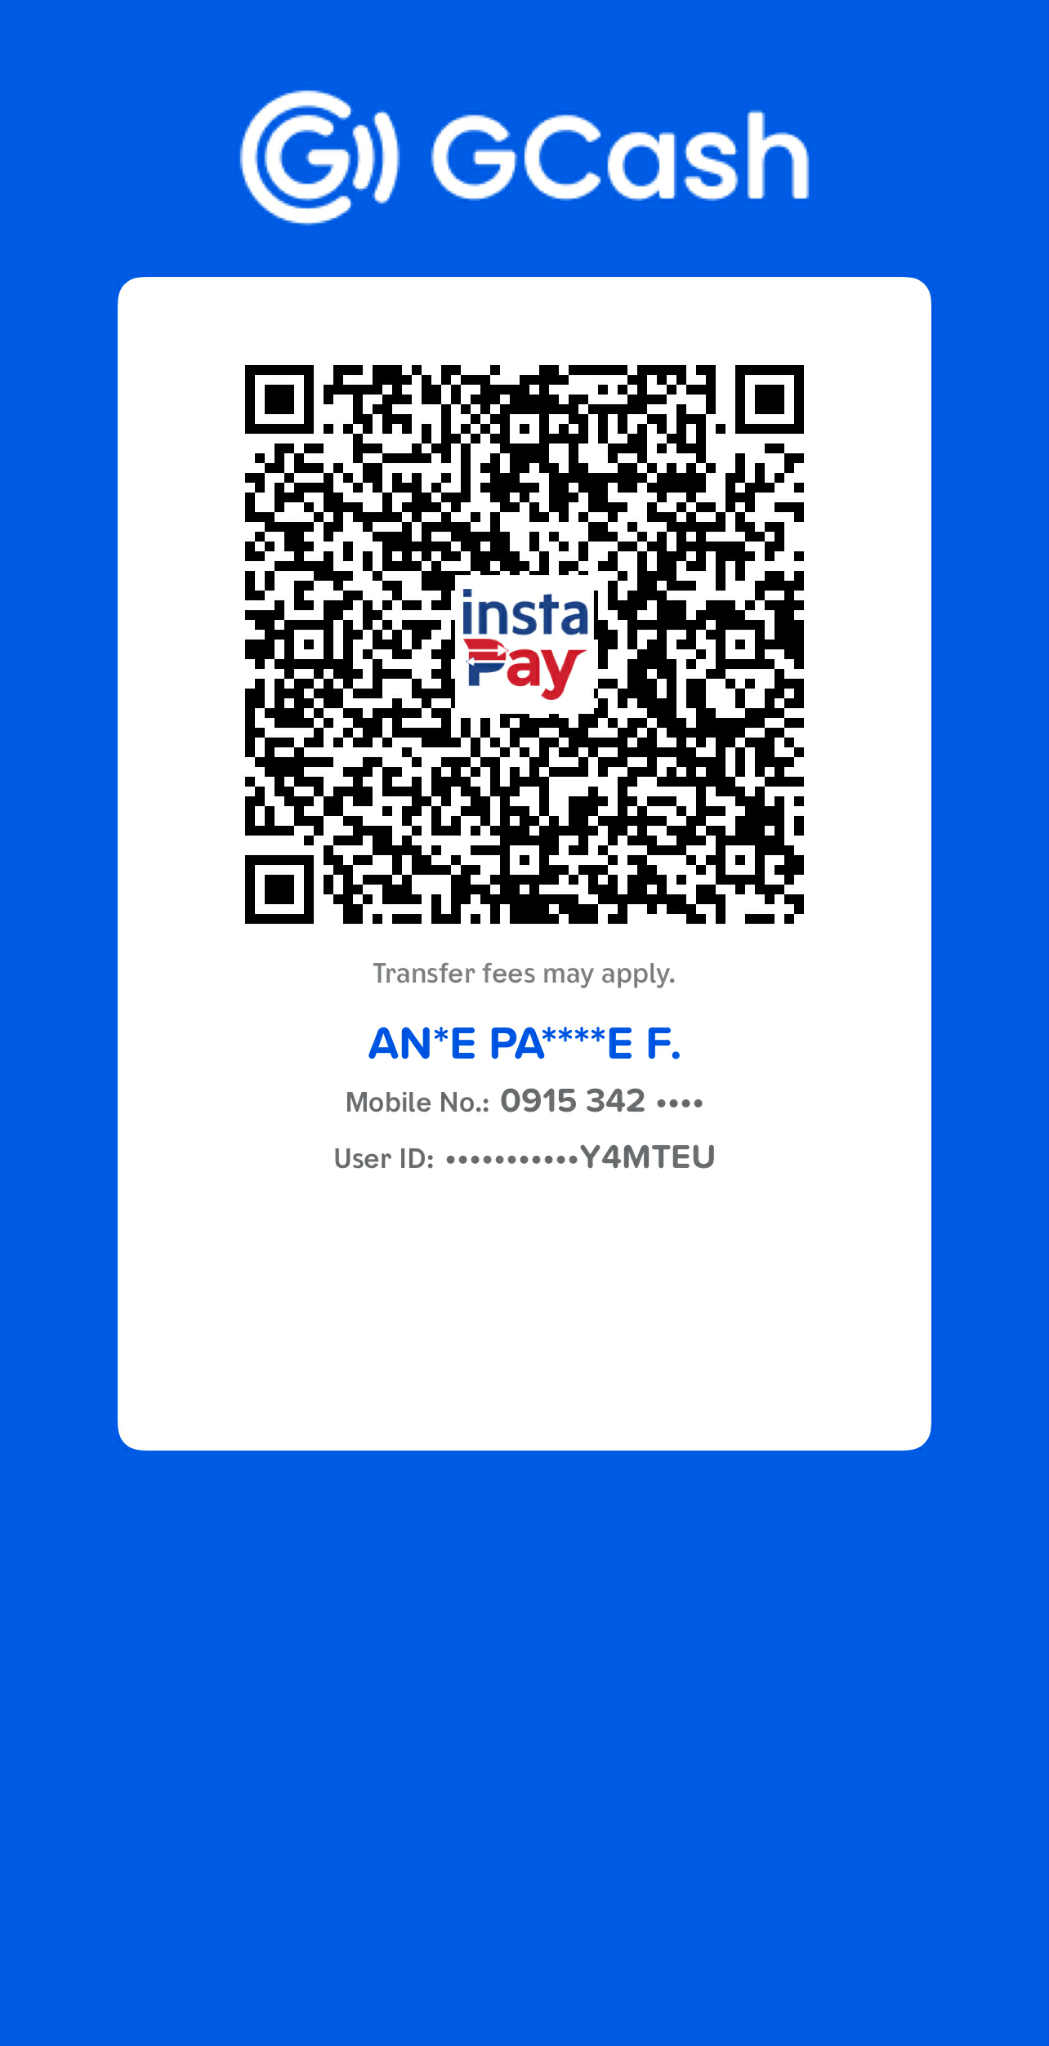 GCash
insta
Pay
Transfer fees may apply.
AN*E PA****E F.
Mobile No.: 0915 342 ••••
User ID: •••••••••••Y4MTEU